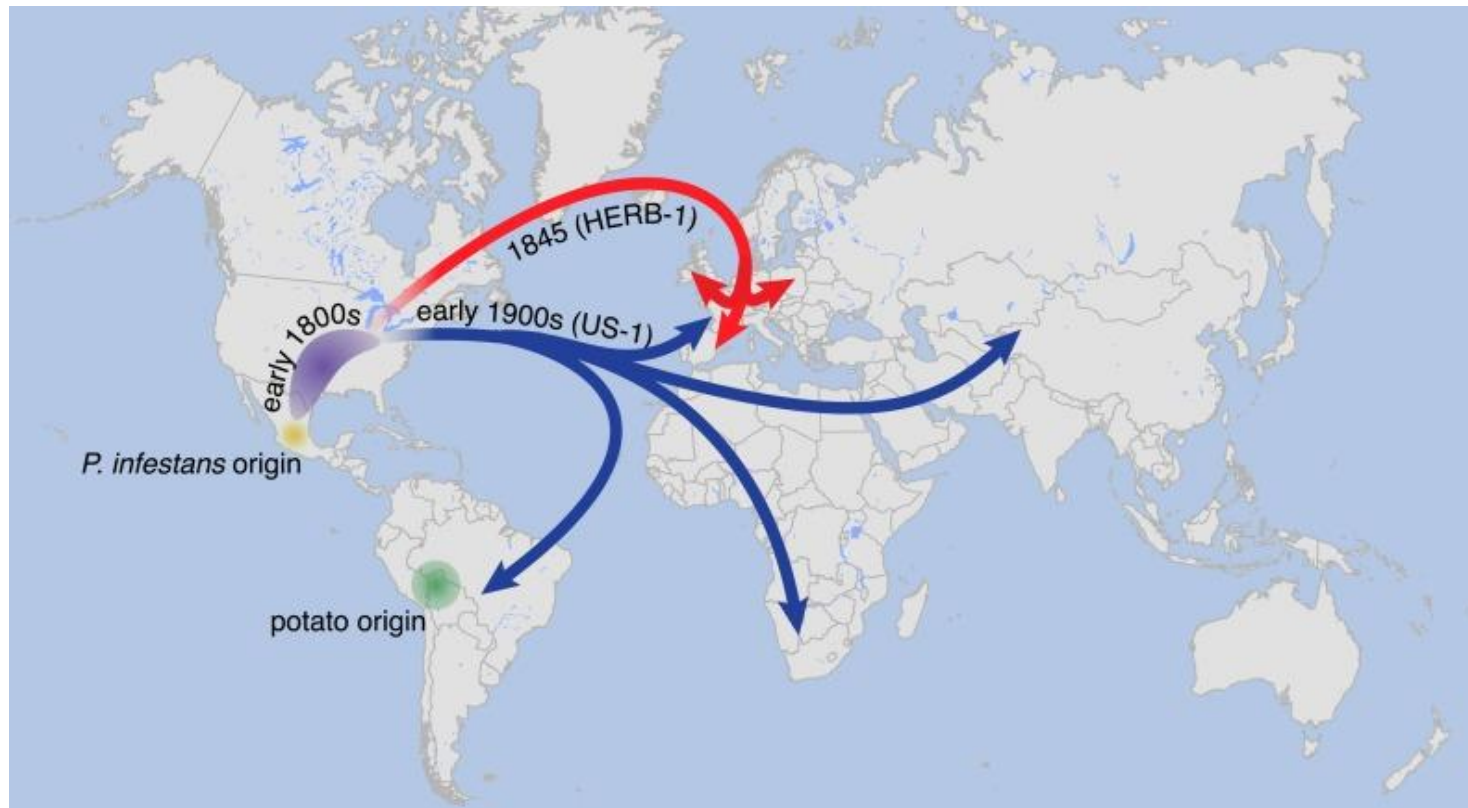 1845 (HERB-1)
early 1800s
early 1900s (US-1)
P. infestans origin
potato origin